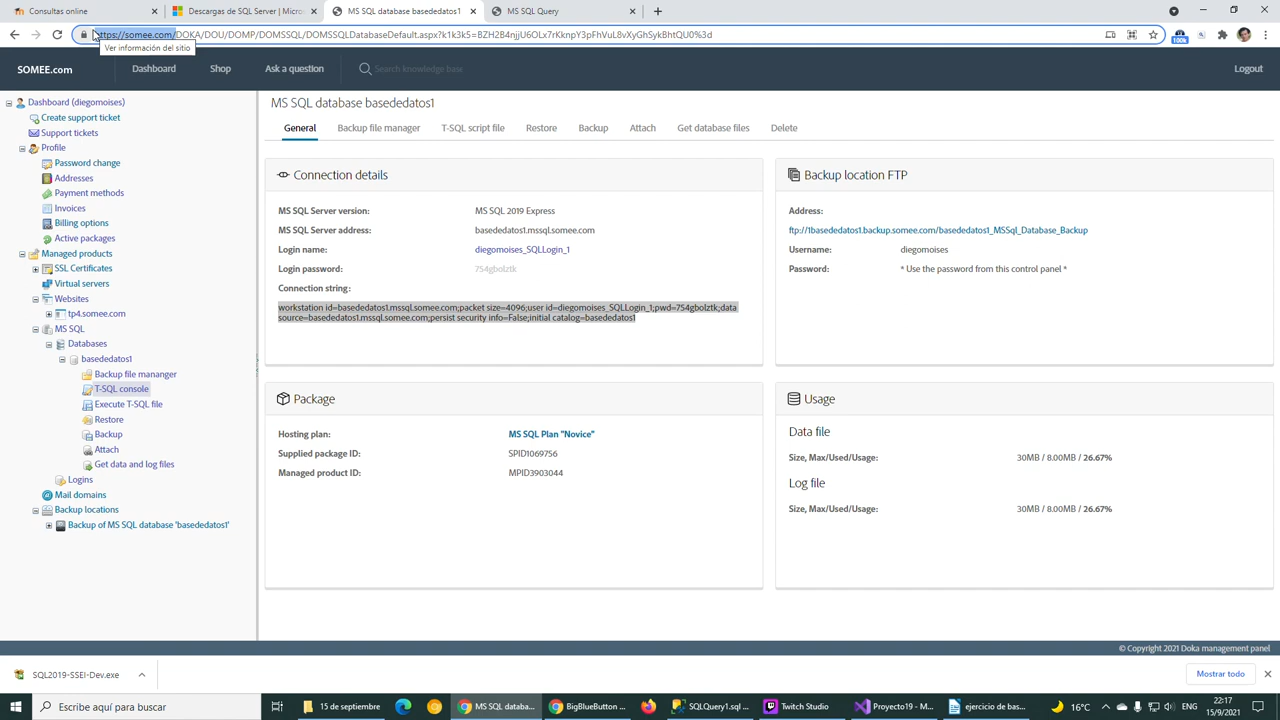 Consultas online
Descargas de SQL Server | Micros
MS SQL database basededatos1
MS SQL Query
https://somee.com/DOKA/DOU/DOMP/DOMSSQL/DOMSSQLDatabaseDefault.aspx?k1k3k5=BZH2B4njjU6OLx7rKknpY3pFhVuL8vXyGhSykBhtQU0%3d
100k
Ver información del sitio
SOMEE.com
Dashboard
Shop
Ask a question
Search knowledge base
Logout
Dashboard (diegomoises)
Create support ticket
Support tickets
Profile
Password change
Addresses
Payment methods
Invoices
Billing options
Active packages
Managed products
SSL Certificates
Virtual servers
Websites
tp4.somee.com
MS SQL
Databases
basededatos1
Backup file mananger
T-SQL console
Execute T-SQL file
Restore
Backup
Attach
Get data and log files
Logins
Mail domains
Backup locations
Backup of MS SQL database 'basededatos1'
MS SQL database basededatos1
General
Backup file manager
T-SQL script file
Restore
Backup
Attach
Get database files
Delete
Connection details
MS SQL Server version: MS SQL 2019 Express
MS SQL Server address: basededatos1.mssql.somee.com
Login name: diegomoises_SQLLogin_1
Login password: 754gbolztk
Connection string:
workstation id=basededatos1.mssql.somee.com;packet size=4096;user id=diegomoises_SQLLogin_1;pwd=754gbolztk;data
source=basededatos1.mssql.somee.com;persist security info=False;initial catalog=basededatos1
Backup location FTP
Address:
ftp://1basededatos1.backup.somee.com/basededatos1_MSSql_Database_Backup
Username: diegomoises
Password: * Use the password from this control panel *
Package
Hosting plan: MS SQL Plan "Novice"
Supplied package ID: SPID1069756
Managed product ID: MPID3903044
Usage
Data file
Size, Max/Used/Usage: 30MB / 8.00MB / 26.67%
Log file
Size, Max/Used/Usage: 30MB / 8.00MB / 26.67%
© Copyright 2021 Doka management panel
SQL2019-SSEI-Dev.exe
Mostrar todo
Escribe aquí para buscar
15 de septiembre
MS SQL databa...
BigBlueButton ...
SQLQuery1.sql ...
Twitch Studio
Proyecto19 - M...
ejercicio de bas...
16°C
22:17
15/9/2021